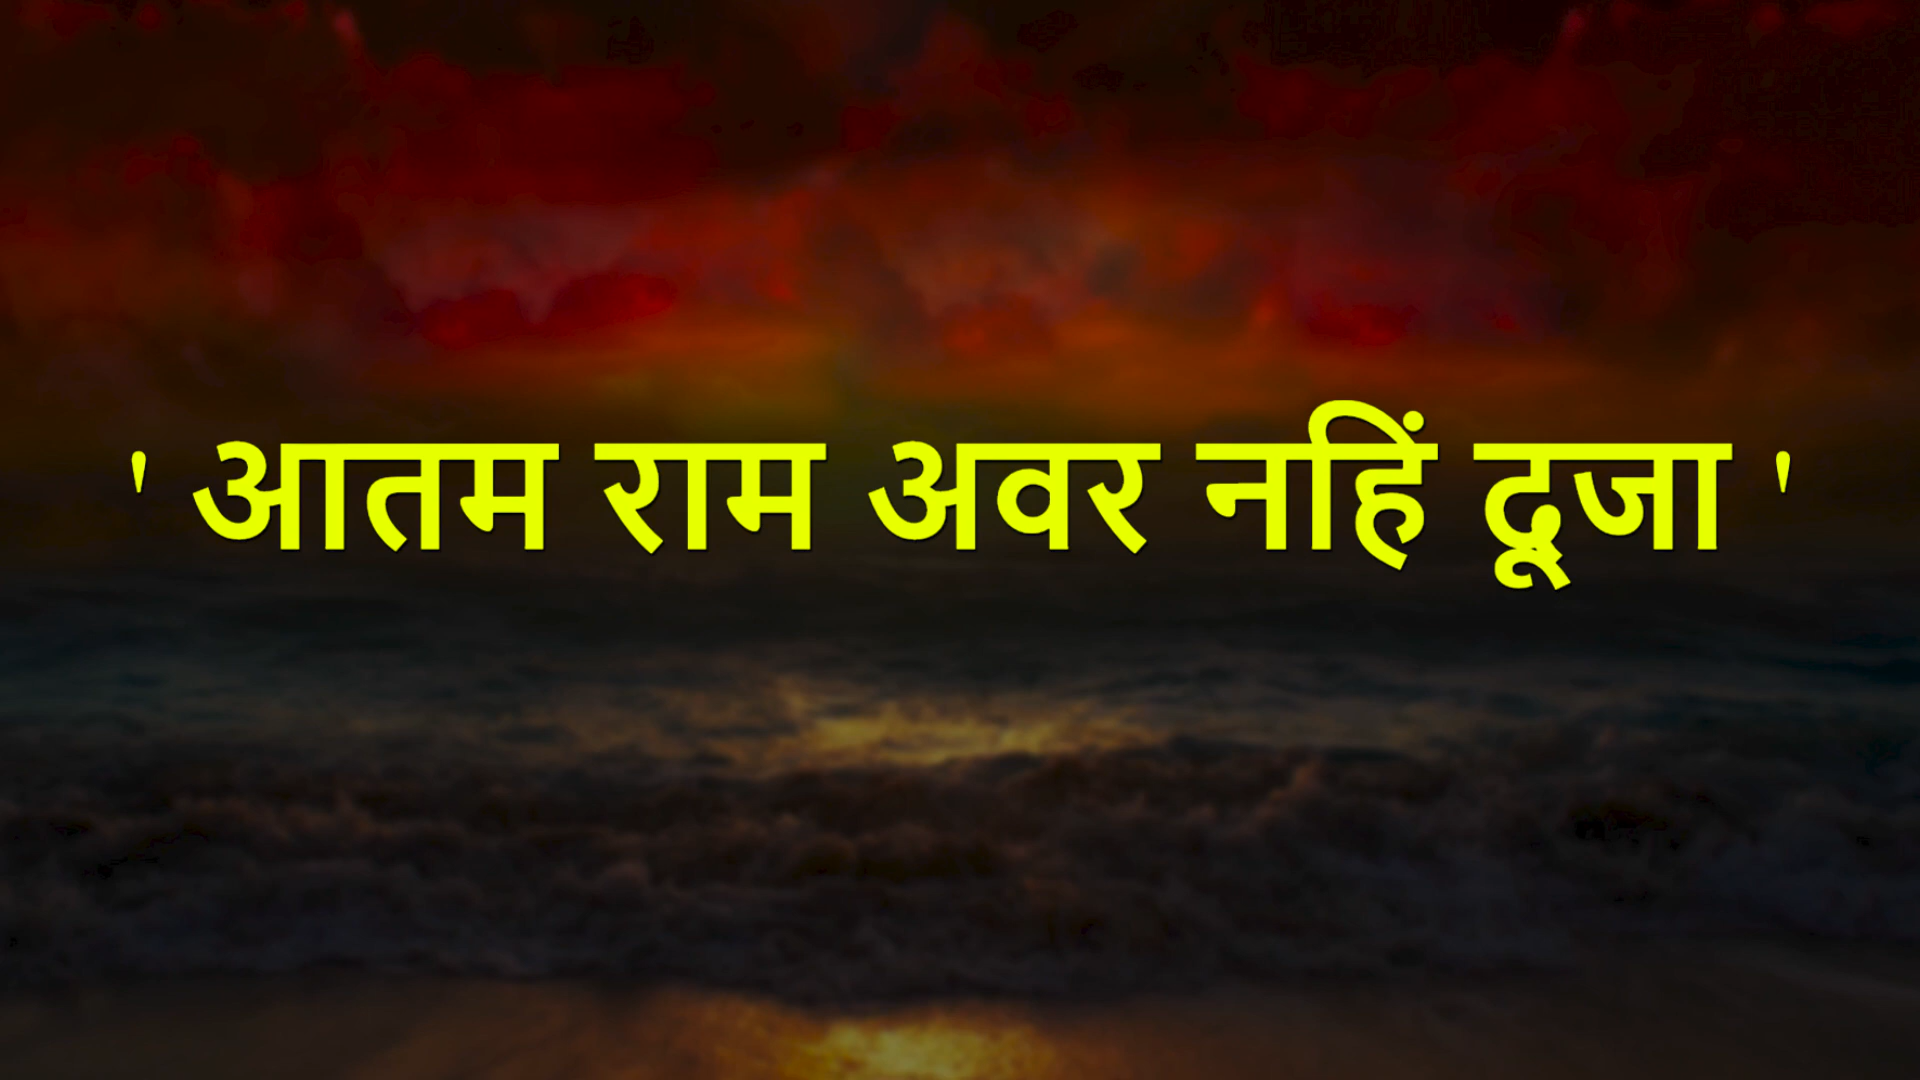 ' आतम राम अवर नहिं दूजा '